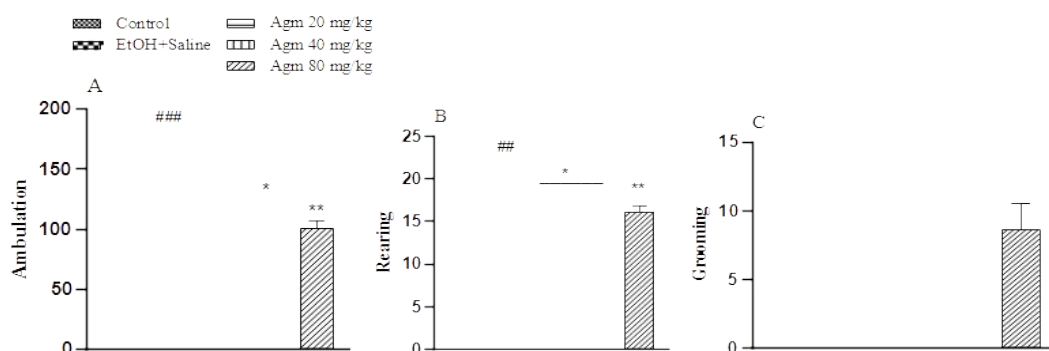 Control
EtOH+Saline
Agm 20 mg/kg
Agm 40 mg/kg
Agm 80 mg/kg
A
200
150
100
50
0
Ambulation
###
*
**
B
25
20
15
10
5
0
Rearing
##
*
**
C
15
10
5
0
Grooming